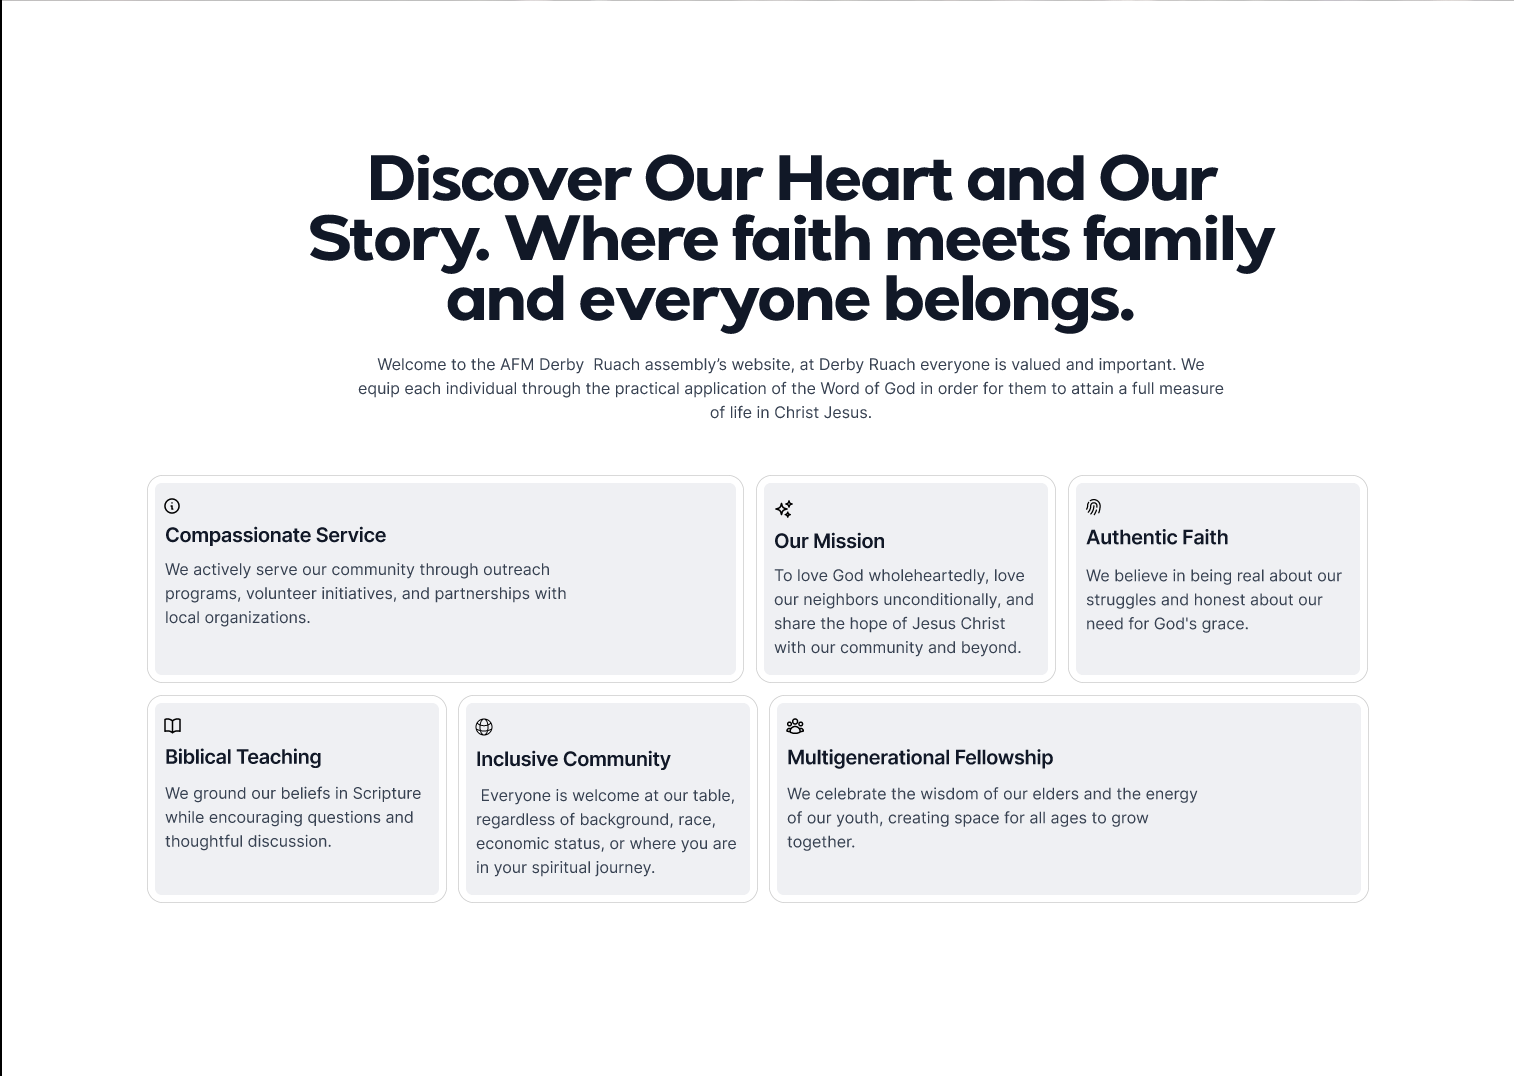 Discover Our Heart and Our
Story. Where faith meets family
and everyone belongs.
Welcome to the AFM Derby  Ruach assembly’s website, at Derby Ruach everyone is valued and important. We
equip each individual through the practical application of the Word of God in order for them to attain a full measure
of life in Christ Jesus.
Compassionate Service
We actively serve our community through outreach
programs, volunteer initiatives, and partnerships with
local organizations.
Our Mission
To love God wholeheartedly, love
our neighbors unconditionally, and
share the hope of Jesus Christ
with our community and beyond.
Authentic Faith
We believe in being real about our
struggles and honest about our
need for God's grace.
Biblical Teaching
We ground our beliefs in Scripture
while encouraging questions and
thoughtful discussion.
Inclusive Community
Everyone is welcome at our table,
regardless of background, race,
economic status, or where you are
in your spiritual journey.
Multigenerational Fellowship
We celebrate the wisdom of our elders and the energy
of our youth, creating space for all ages to grow
together.